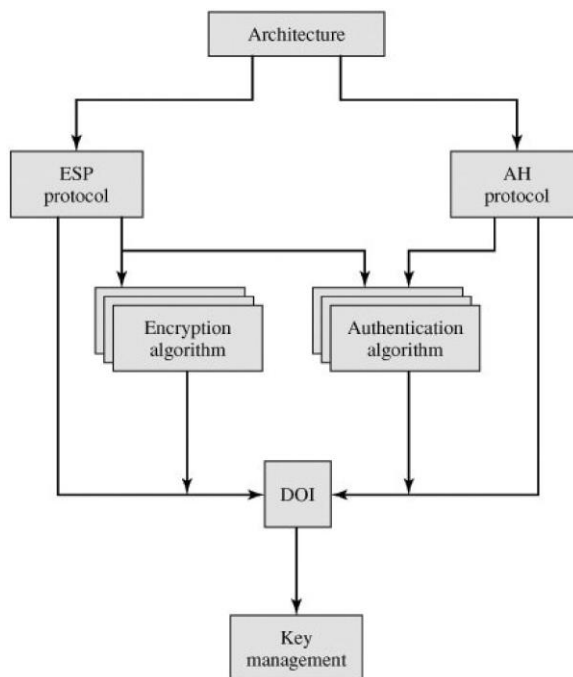 Architecture
ESP
protocol
AH
protocol
Encryption
algorithm
Authentication
algorithm
DOI
Key
management